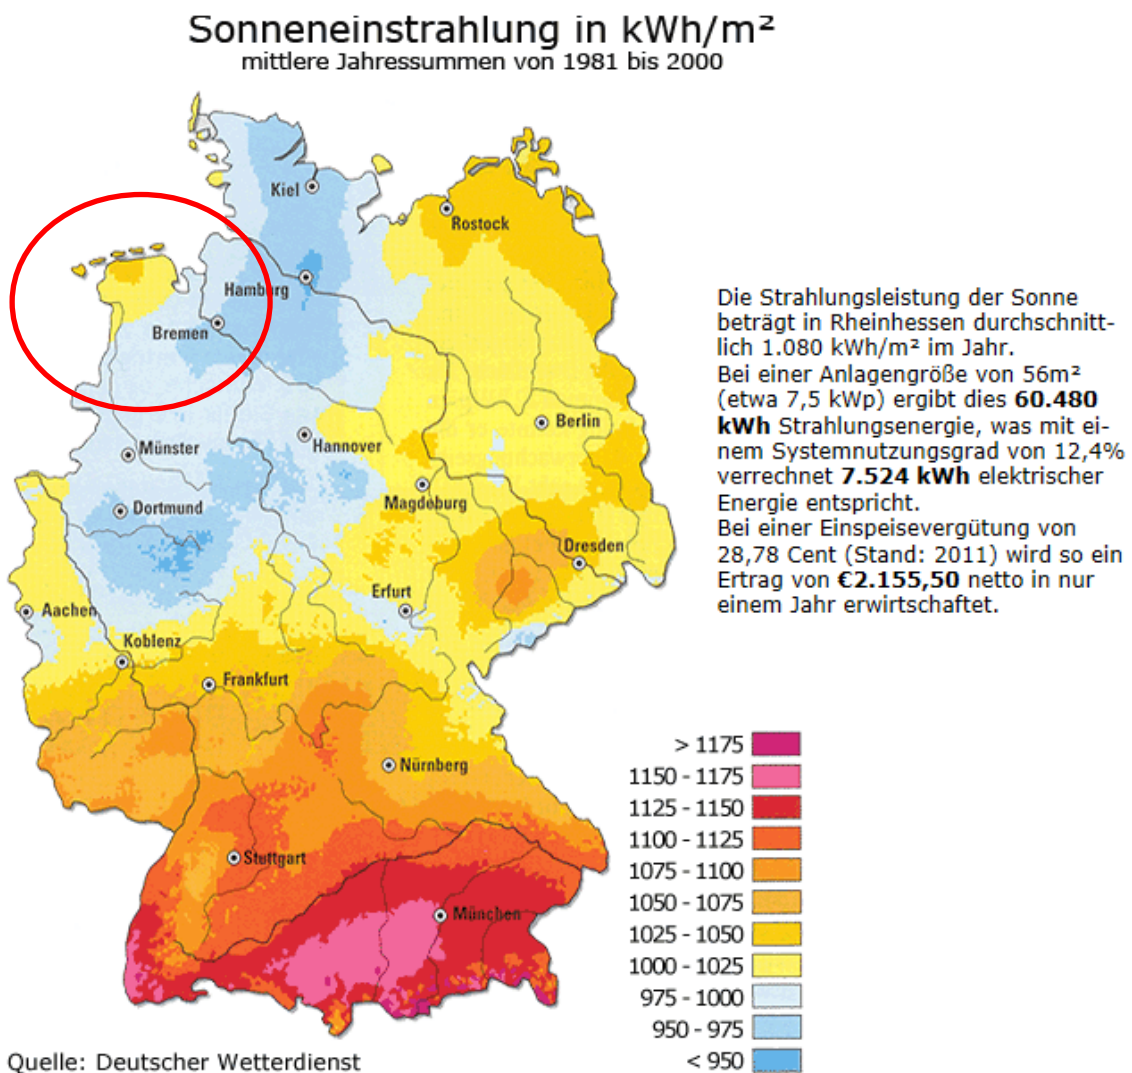 Sonneneinstrahlung in kWh/m²
mittlere Jahressummen von 1981 bis 2000
Kiel
Rostock
Hamburg
Bremen
Berlin
Hannover
Münster
Magdeburg
Dortmund
Dresden
Erfurt
Aachen
Koblenz
Frankfurt
Nürnberg
Stuttgart
München
Die Strahlungsleistung der Sonne
beträgt in Rheinhessen durchschnitt-
lich 1.080 kWh/m² im Jahr.
Bei einer Anlagengröße von 56m²
(etwa 7,5 kWp) ergibt dies 60.480
kWh Strahlungsenergie, was mit ei-
nem Systemnutzungsgrad von 12,4%
verrechnet 7.524 kWh elektrischer
Energie entspricht.
Bei einer Einspeisevergütung von
28,78 Cent (Stand: 2011) wird so ein
Ertrag von €2.155,50 netto in nur
einem Jahr erwirtschaftet.
> 1175
1150 - 1175
1125 - 1150
1100 - 1125
1075 - 1100
1050 - 1075
1025 - 1050
1000 - 1025
975 - 1000
950 - 975
< 950
Quelle: Deutscher Wetterdienst